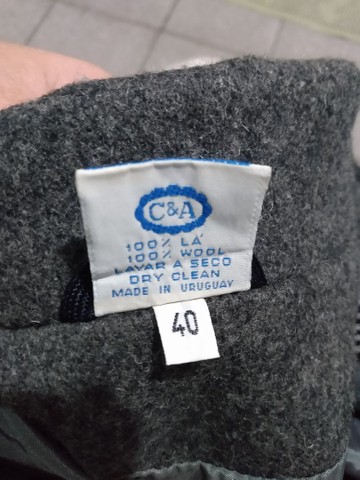 C&A
100% LÃ
100% WOOL
LAVAR A SECO
DRY CLEAN
MADE IN URUGUAY
40